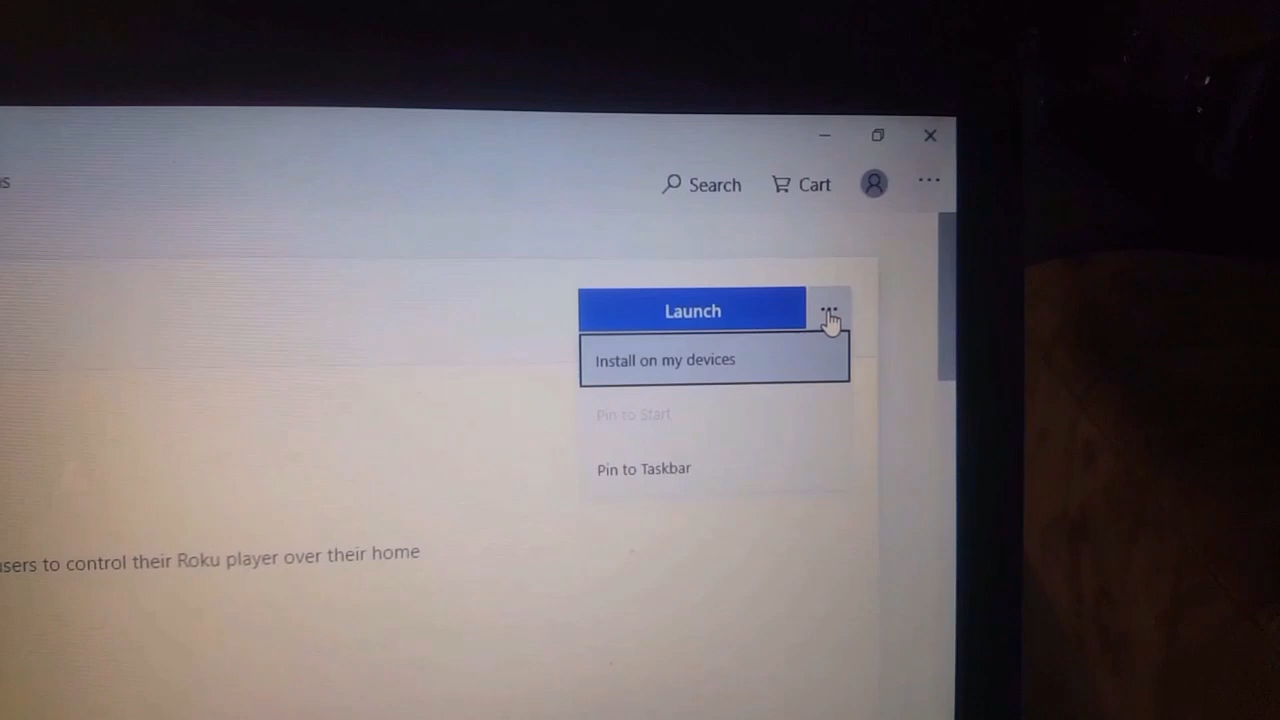 Search Cart
Launch
Install on my devices
Pin to Start
Pin to Taskbar
to control their Roku player over their home